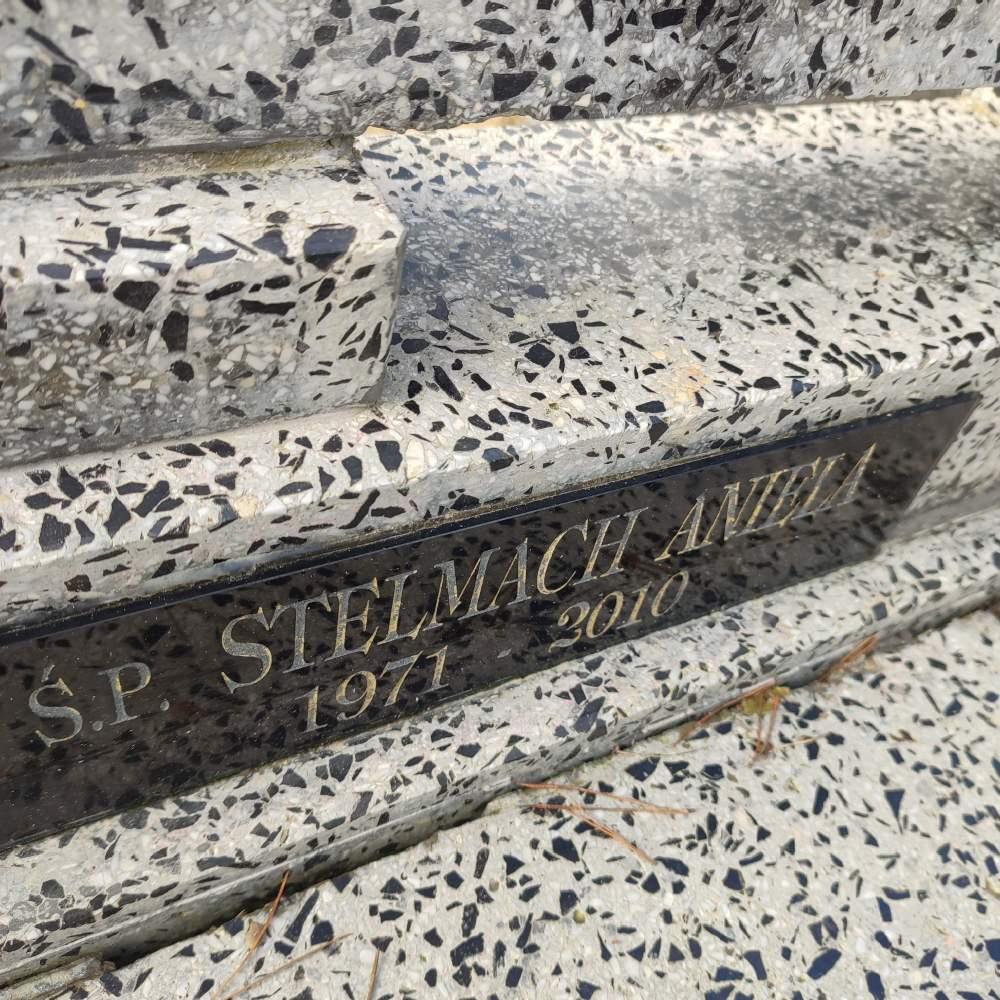 Ś.P. STELMACH ANIELA
1971 2010